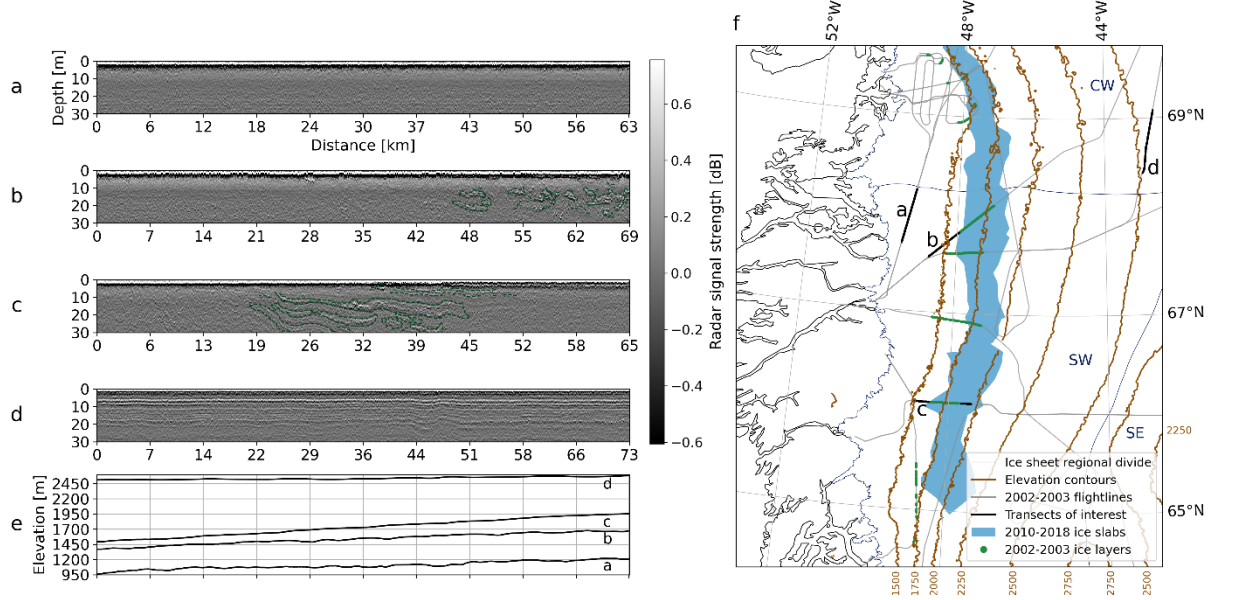 a
Depth [m]
0
10
20
30
0 6 12 18 24 30 37 43 50 56 63
Distance [km]
b
0
10
20
30
0 7 14 21 28 35 42 48 55 62 69
c
0
10
20
30
0 6 13 19 26 32 39 45 52 58 65
d
0
10
20
30
0 7 14 21 29 36 43 51 58 65 73
e
Elevation [m]
2450
2200
1950
1700
1450
1200
950
d
c
b
a
0.6
0.4
0.2
0.0
−0.2
−0.4
−0.6
Radar signal strength [dB]
f
52°W 48°W 44°W
CW
69°N
d
a
b
67°N
SW
c
SE
2250
65°N
Ice sheet regional divide
Elevation contours
2002-2003 flightlines
Transects of interest
2010-2018 ice slabs
2002-2003 ice layers
1500 1750 2000 2250 2500 2750 2750 2500